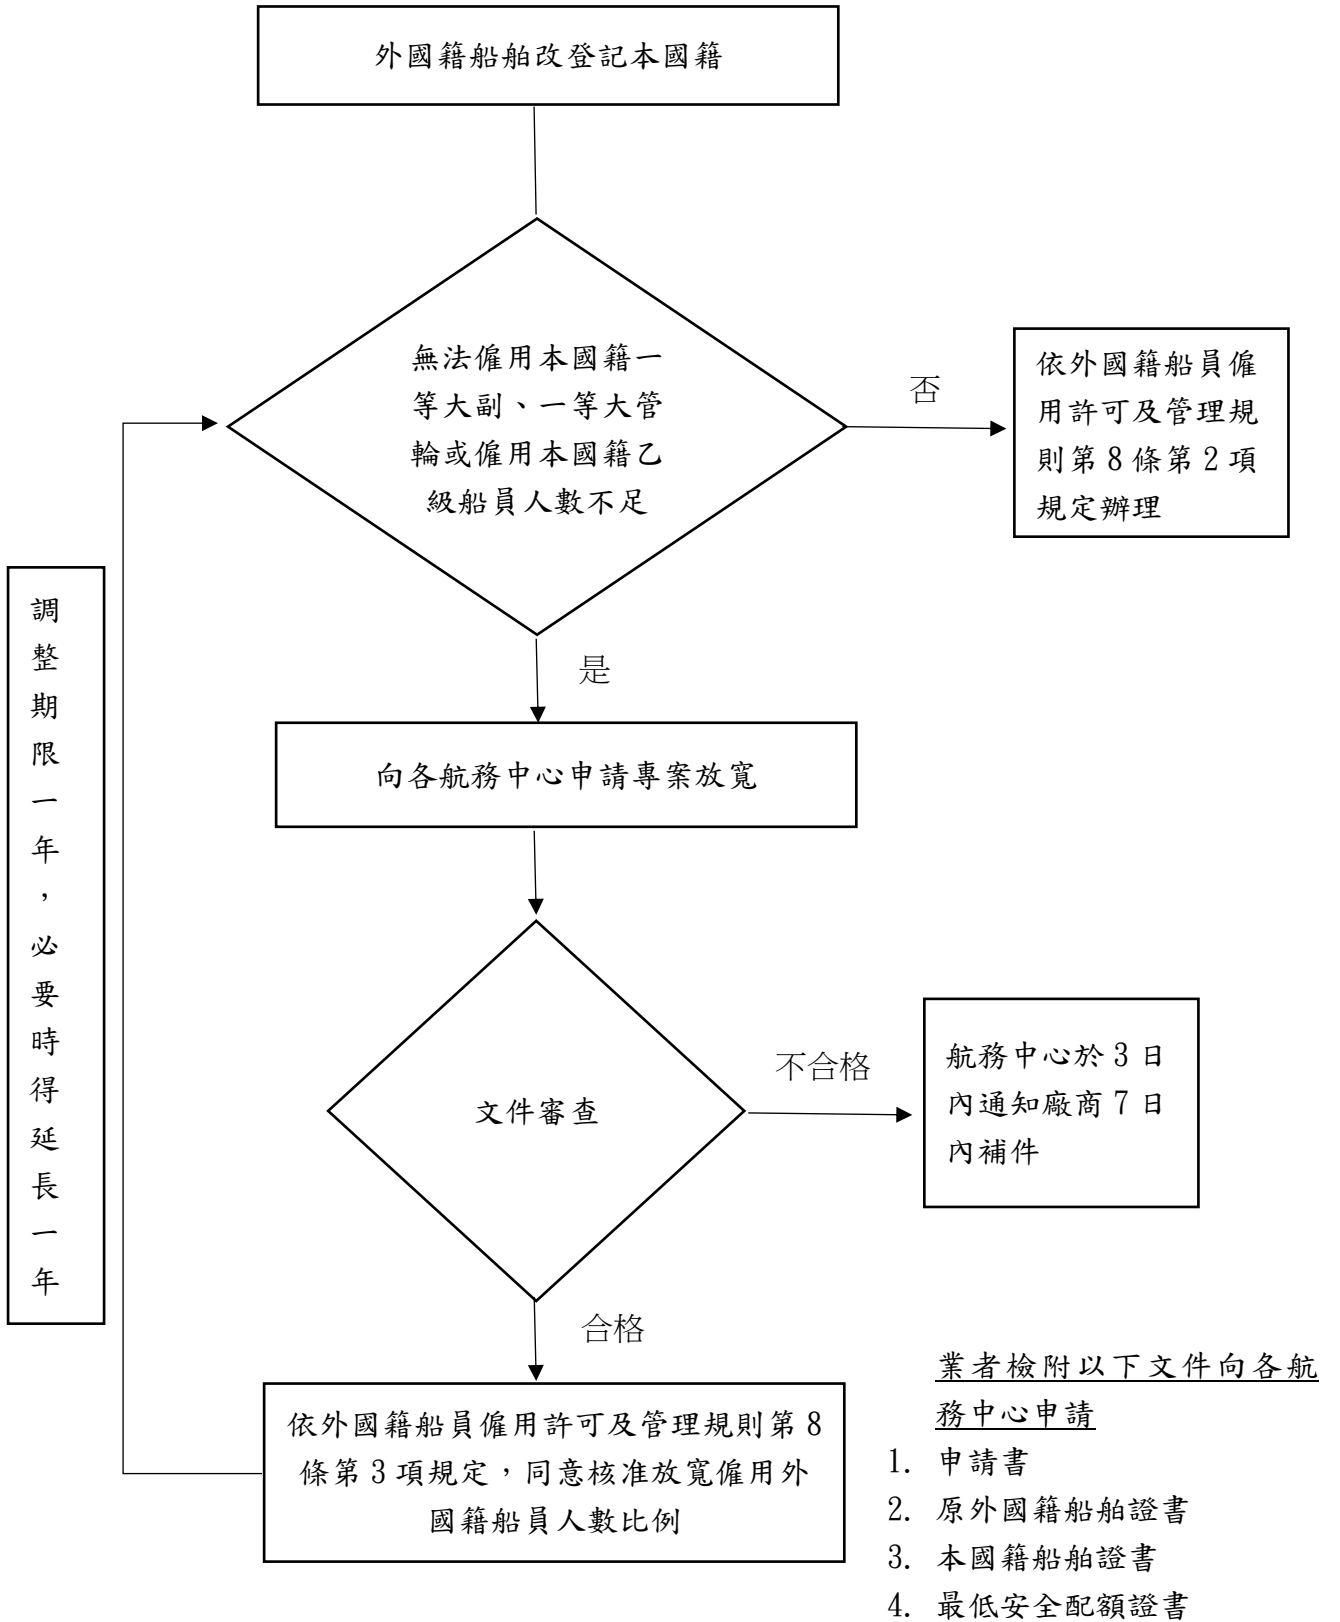 外國籍船舶改登記本國籍
無法僱用本國籍一
等大副、一等大管
輪或僱用本國籍乙
級船員人數不足
否
依外國籍船員僱
用許可及管理規
則第8條第2項
規定辦理
是
向各航務中心申請專案放寬
文件審查
不合格
航務中心於3日
內通知廠商7日
內補件
合格
依外國籍船員僱用許可及管理規則第8
條第3項規定，同意核准放寬僱用外
國籍船員人數比例
調整期限一年，必要時得延長一年
業者檢附以下文件向各航
務中心申請
1. 申請書
2. 原外國籍船舶證書
3. 本國籍船舶證書
4. 最低安全配額證書